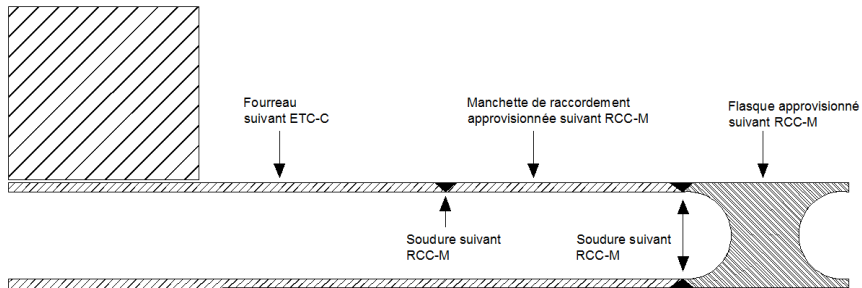 Fourreau
suivant ETC-C
Manchette de raccordement
approvisionnée suivant RCC-M
Flasque approvisionné
suivant RCC-M
Soudure suivant
RCC-M
Soudure suivant
RCC-M